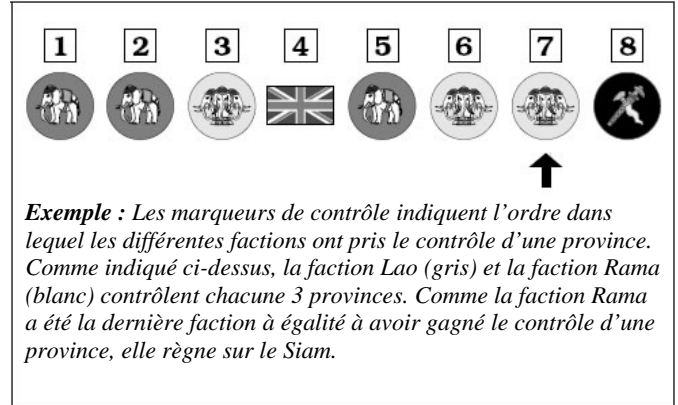 1 2 3 4 5 6 7 8
Exemple : Les marqueurs de contrôle indiquent l’ordre dans
lequel les différentes factions ont pris le contrôle d’une province.
Comme indiqué ci-dessus, la faction Lao (gris) et la faction Rama
(blanc) contrôlent chacune 3 provinces. Comme la faction Rama
a été la dernière faction à égalité à avoir gagné le contrôle d’une
province, elle règne sur le Siam.